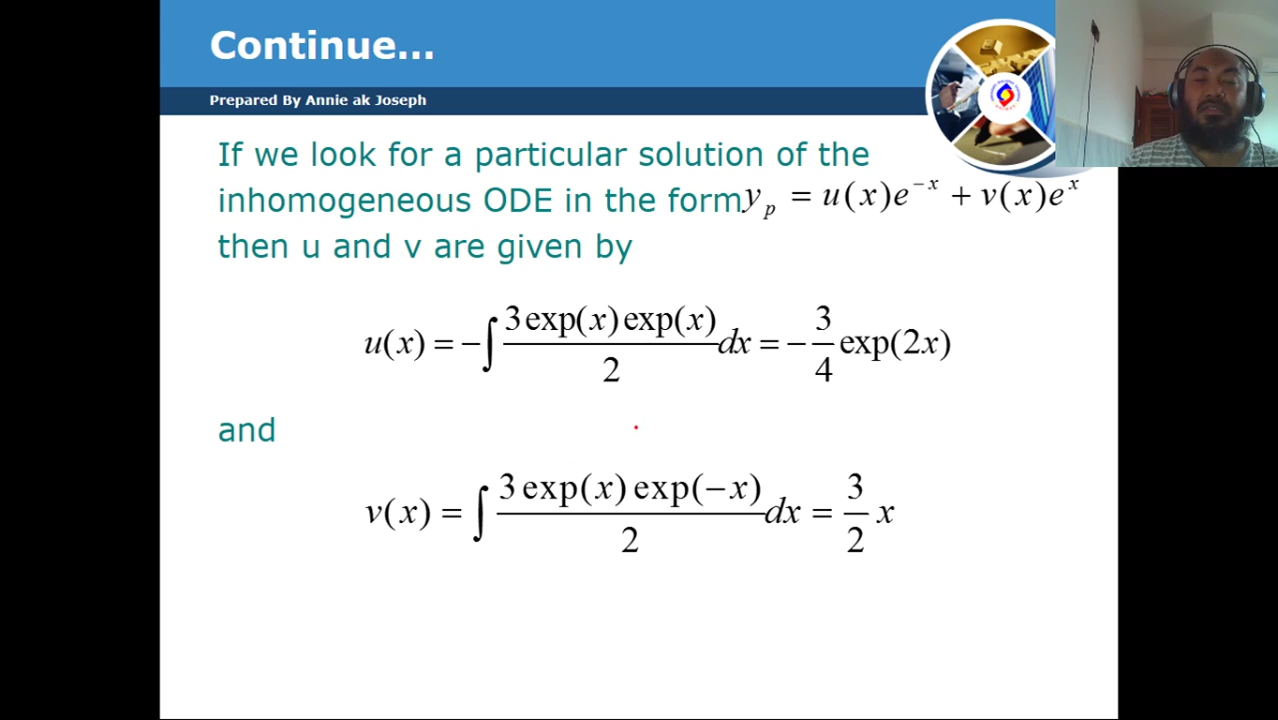 Continue...
Prepared By Annie ak Joseph
If we look for a particular solution of the
inhomogeneous ODE in the form y_p = u(x)e^{-x} + v(x)e^x
then u and v are given by
u(x) = -∫ 3exp(x)exp(x)/2 dx = -3/4 exp(2x)
and
v(x) = ∫ 3exp(x)exp(-x)/2 dx = 3/2 x